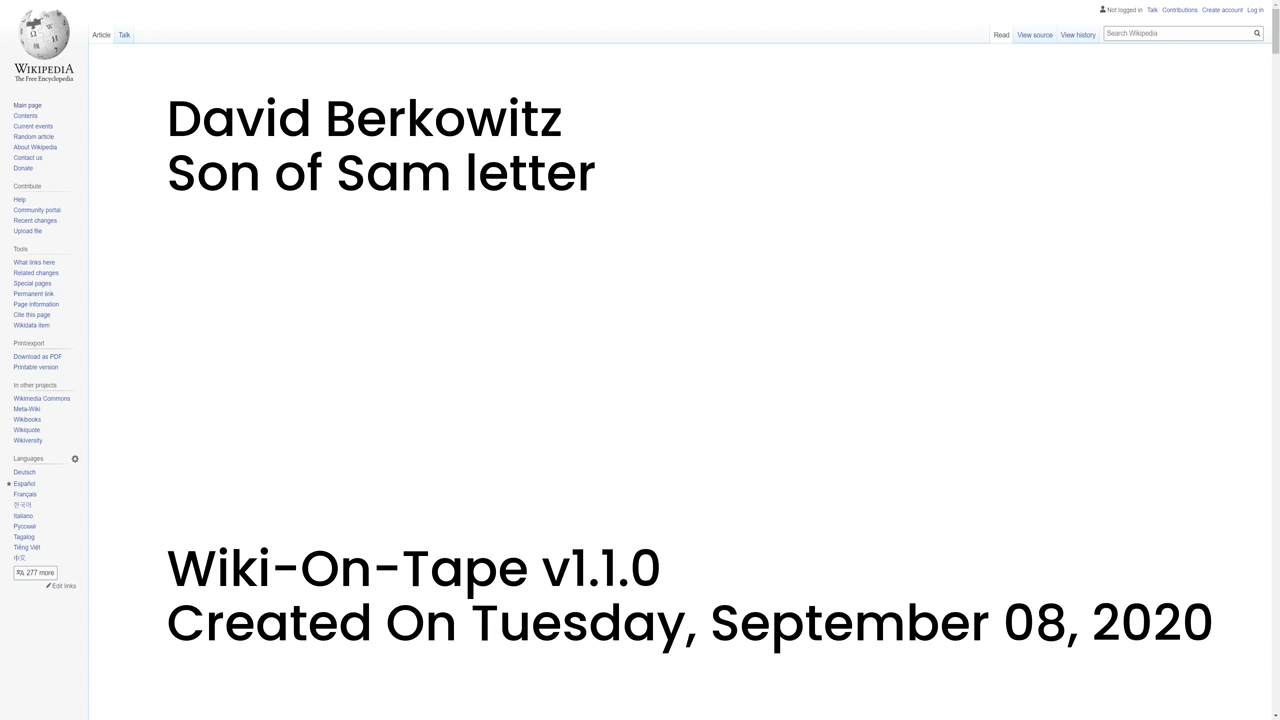 Not logged in Talk Contributions Create account Log in
Article Talk Read View source View history Search Wikipedia
WIKIPEDIA
The Free Encyclopedia
Main page
Contents
Current events
Random article
About Wikipedia
Contact us
Donate
Contribute
Help
Community portal
Recent changes
Upload file
Tools
What links here
Related changes
Special pages
Permanent link
Page information
Cite this page
Wikidata item
Print/export
Download as PDF
Printable version
In other projects
Wikimedia Commons
Meta-Wiki
Wikibooks
Wikiquote
Wikiversity
Languages
Deutsch
Español
Français
한국어
Italiano
Русский
Tagalog
Tiếng Việt
中文
277 more
Edit links
David Berkowitz
Son of Sam letter
Wiki-On-Tape v1.1.0
Created On Tuesday, September 08, 2020